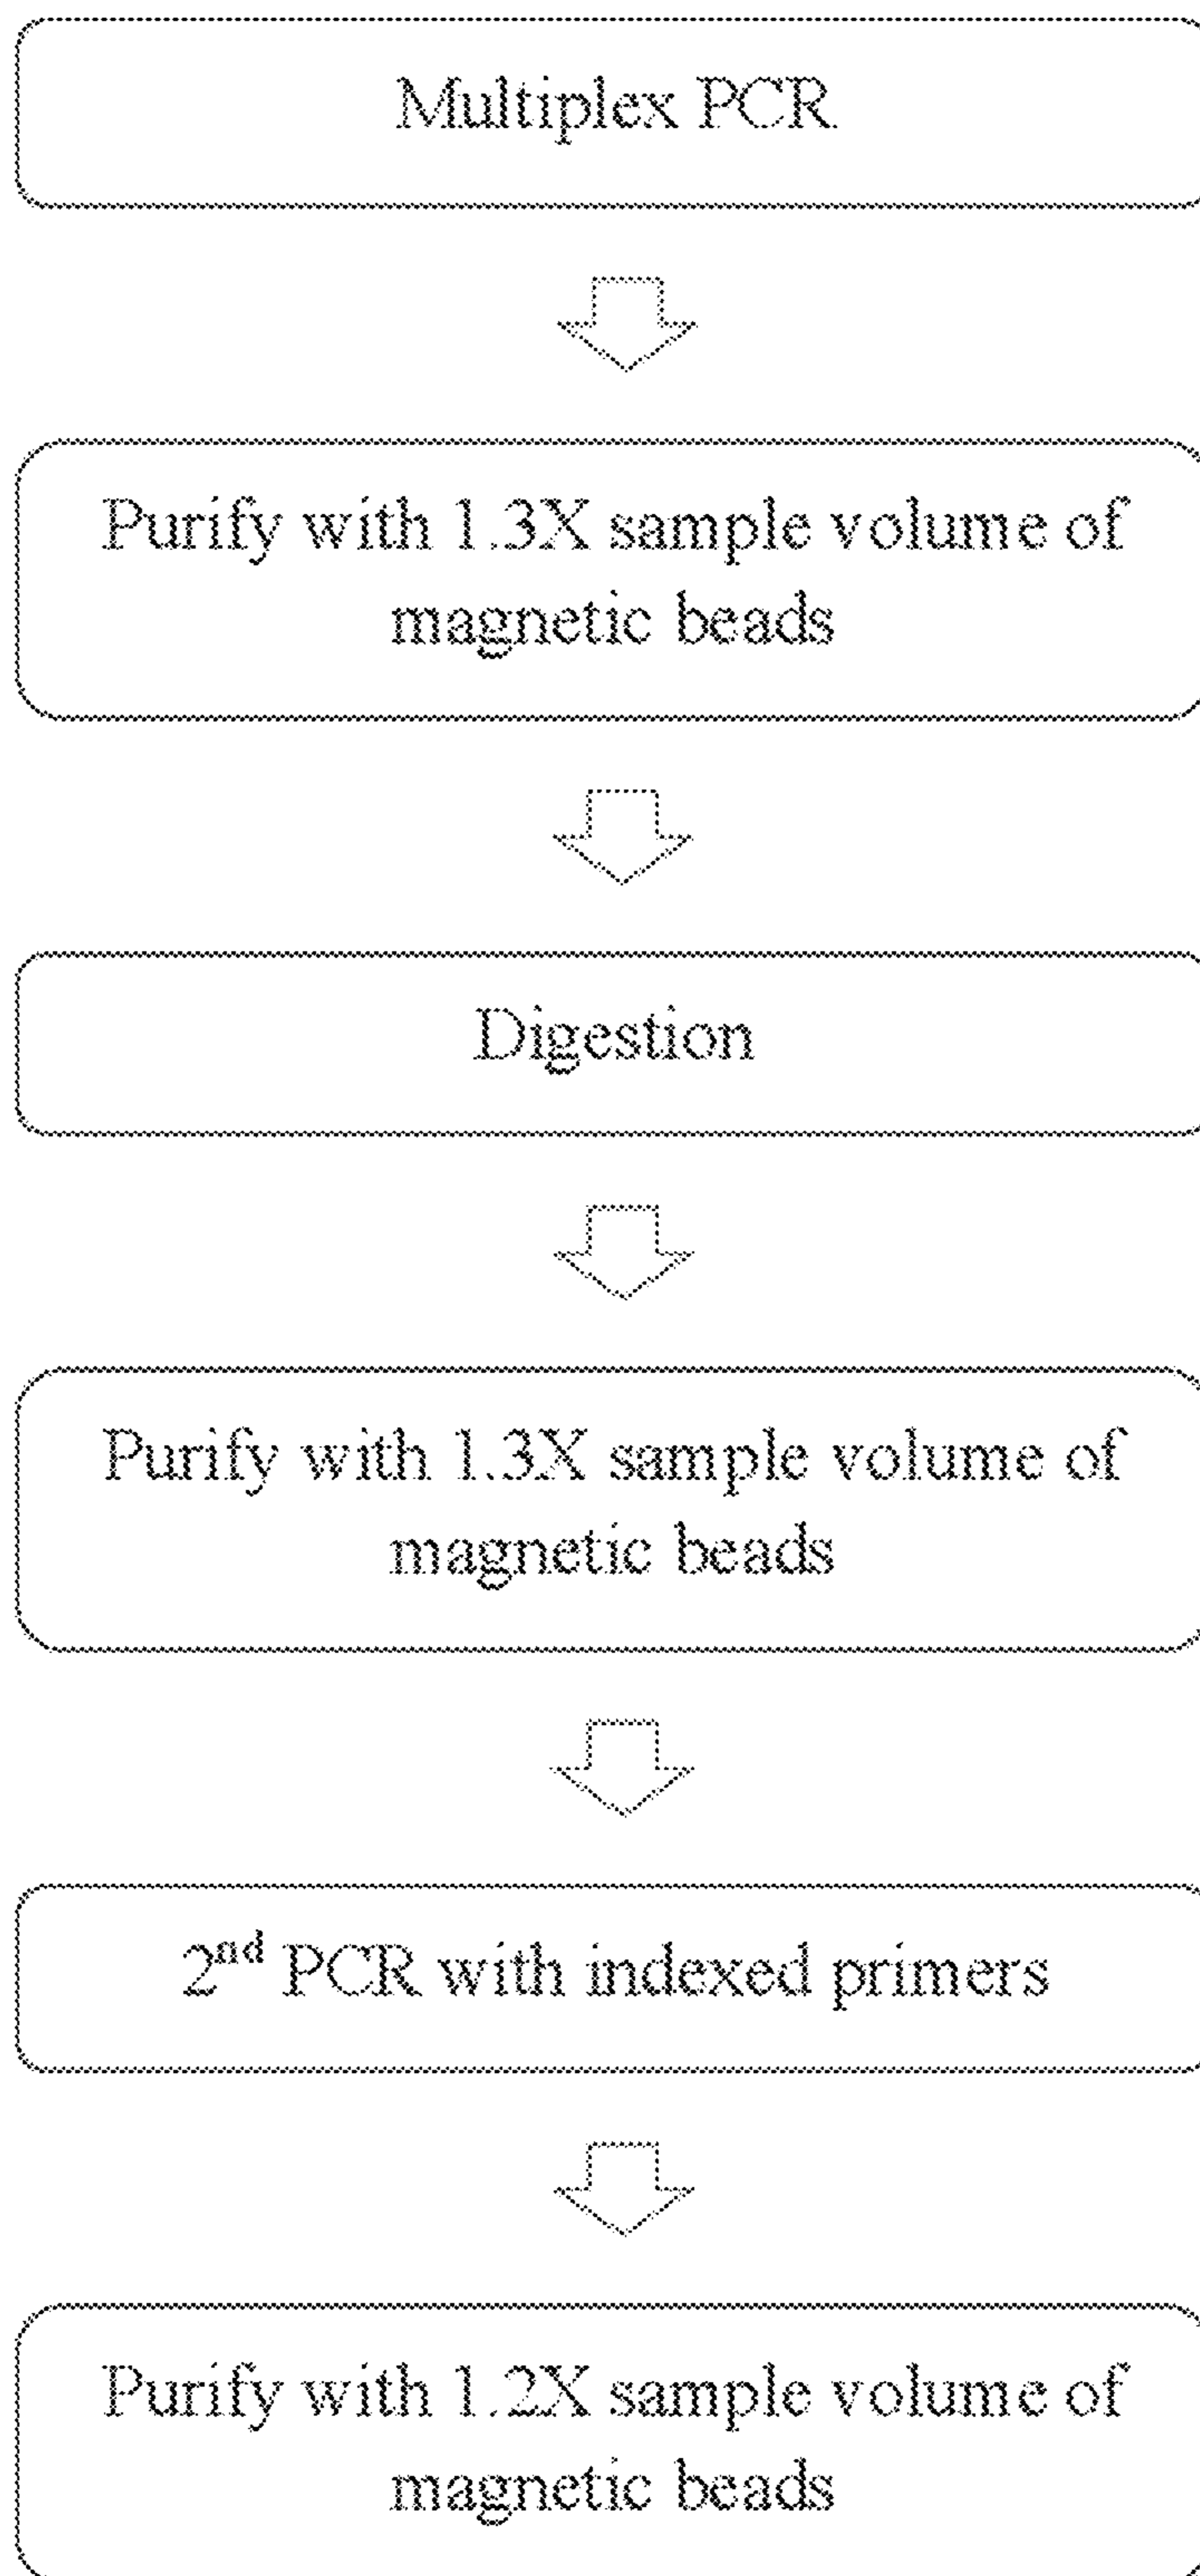 Multiplex PCR
Purify with 1.3X sample volume of
magnetic beads
Digestion
Purify with 1.3X sample volume of
magnetic beads
2nd PCR with indexed primers
Purify with 1.2X sample volume of
magnetic beads